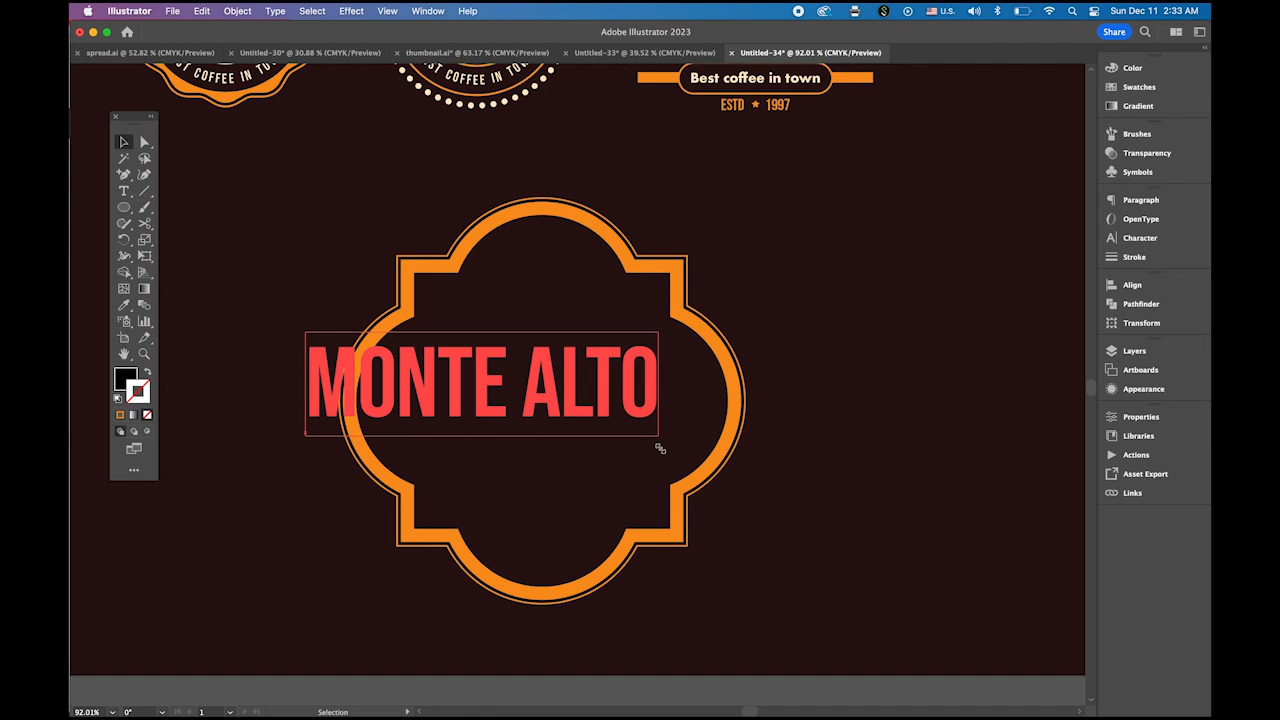 Illustrator File Edit Object Type Select Effect View Window Help
U.S.
Sun Dec 11 2:33 AM
Adobe Illustrator 2023
Share
spread.ai @ 52.82 % (CMYK/Preview)
Untitled-30* @ 30.88 % (CMYK/Preview)
thumbnail.ai* @ 63.17 % (CMYK/Preview)
Untitled-33* @ 39.52 % (CMYK/Preview)
Untitled-34* @ 92.01 % (CMYK/Preview)
ST COFFEE IN TOWN
ST COFFEE IN TOWN
Best coffee in town
ESTD ★ 1997
MONTE ALTO
Color
Swatches
Gradient
Brushes
Transparency
Symbols
Paragraph
OpenType
Character
Stroke
Align
Pathfinder
Transform
Layers
Artboards
Appearance
Properties
Libraries
Actions
Asset Export
Links
92.01%
0°
1
Selection